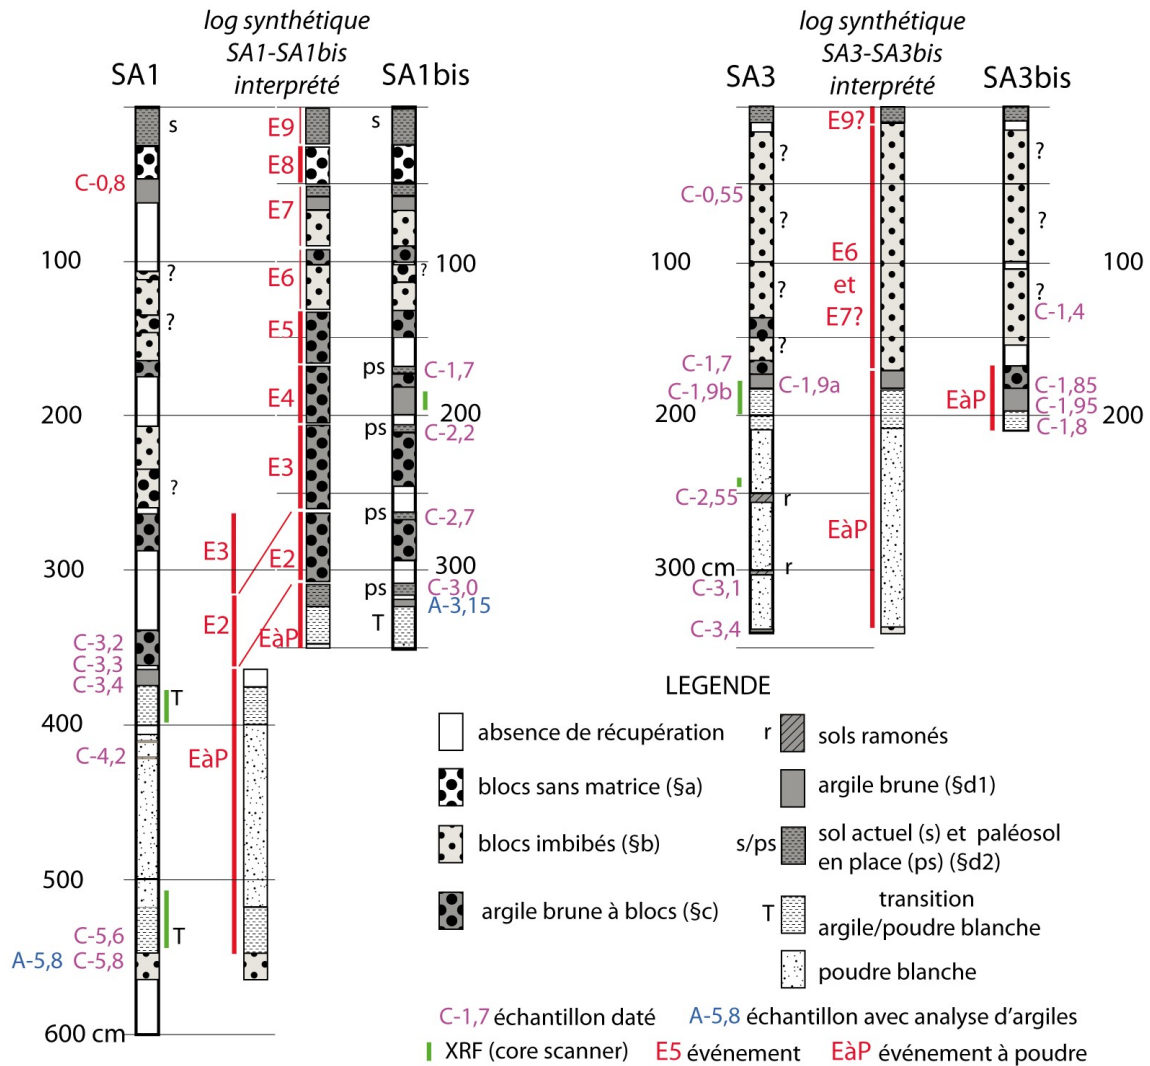 log synthétique
SA1-SA1bis
interprété
SA1
SA1bis
s
s
E9
E8
C-0,8
E7
100
100
?
?
E6
?
E5
ps
C-1,7
E4
200
200
ps
C-2,2
E3
?
ps
C-2,7
E3
E2
300
300
ps
C-3,0
A-3,15
E2
EàP
T
C-3,2
C-3,3
C-3,4
T
400
C-4,2
EàP
500
C-5,6
T
A-5,8
C-5,8
600 cm
log synthétique
SA3-SA3bis
interprété
SA3
SA3bis
E9?
?
?
C-0,55
?
?
E6
et
E7?
100
100
?
?
C-1,4
?
C-1,7
C-1,9b
C-1,9a
EàP
C-1,85
C-1,95
C-1,8
200
200
C-2,55
r
EàP
300 cm
r
C-3,1
C-3,4
LEGENDE
absence de récupération
blocs sans matrice (§a)
blocs imbibés (§b)
argile brune à blocs (§c)
r
sols ramonés
argile brune (§d1)
s/ps
sol actuel (s) et paléosol
en place (ps) (§d2)
T
transition
argile/poudre blanche
poudre blanche
C-1,7 échantillon daté
A-5,8 échantillon avec analyse d'argiles
XRF (core scanner)
E5 événement
EàP événement à poudre